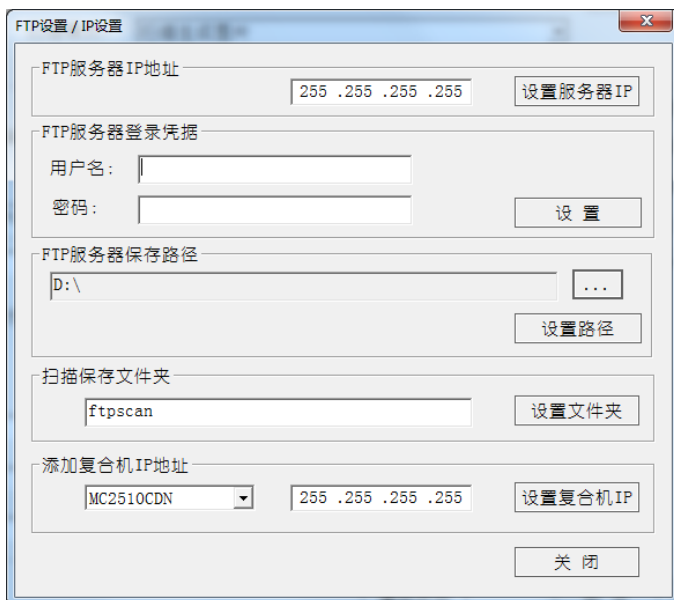 FTP设置 / IP设置
FTP服务器IP地址
255 .255 .255 .255
设置服务器IP
FTP服务器登录凭据
用户名:
密码:
设 置
FTP服务器保存路径
D:\
...
设置路径
扫描保存文件夹
ftpscan
设置文件夹
添加复合机IP地址
MC2510CDN
255 .255 .255 .255
设置复合机IP
关 闭